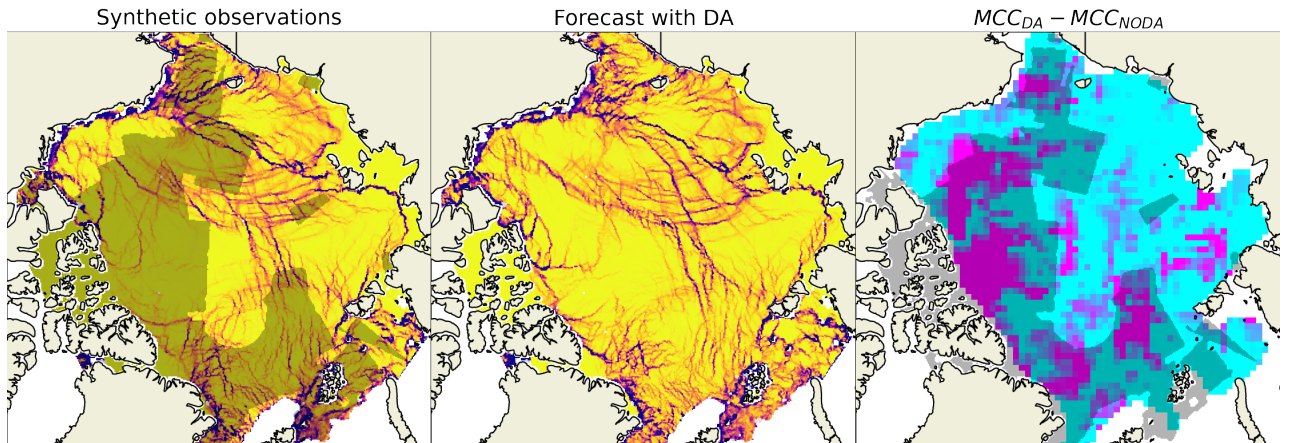 Synthetic observations
Forecast with DA
MCC_DA − MCC_NODA